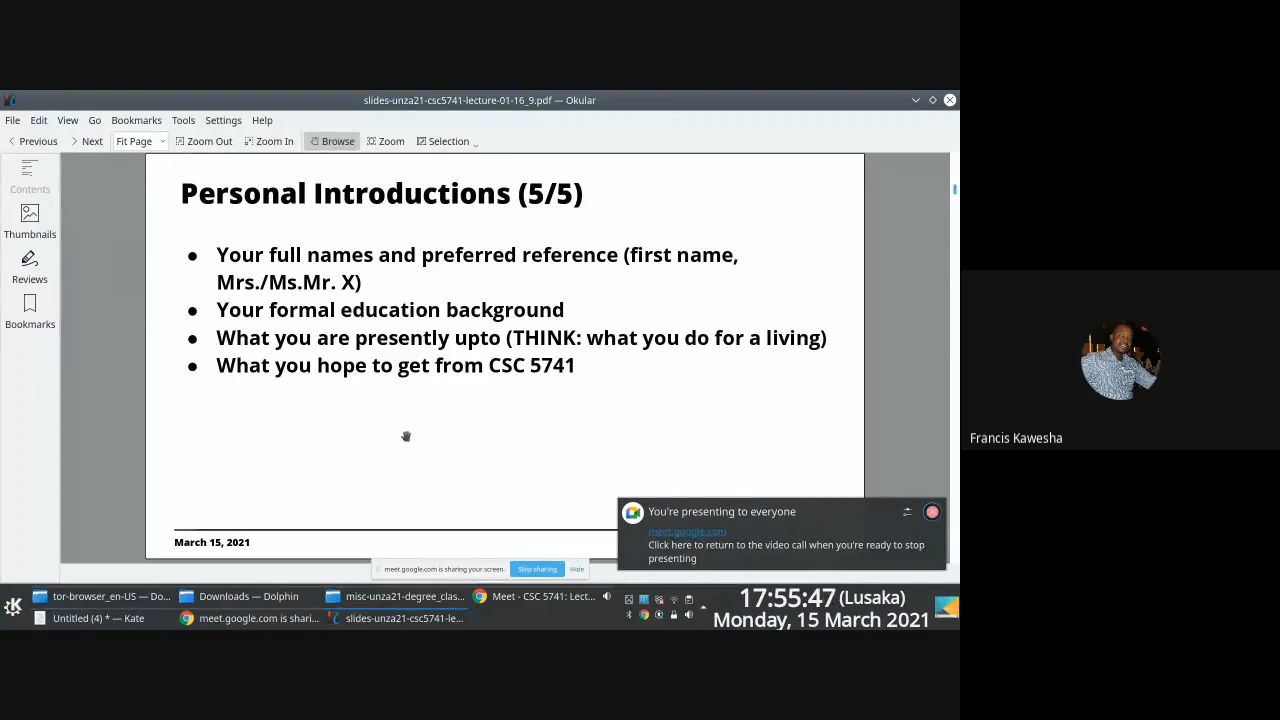 slides-unza21-csc5741-lecture-01-16_9.pdf — Okular
File Edit View Go Bookmarks Tools Settings Help
Previous Next Fit Page Zoom Out Zoom In Browse Zoom Selection
Contents
Thumbnails
Reviews
Bookmarks
Personal Introductions (5/5)
● Your full names and preferred reference (first name,
Mrs./Ms.Mr. X)
● Your formal education background
● What you are presently upto (THINK: what you do for a living)
● What you hope to get from CSC 5741
March 15, 2021
You're presenting to everyone
meet.google.com
Click here to return to the video call when you're ready to stop
presenting
meet.google.com is sharing your screen. Stop sharing Hide
Francis Kawesha
tor-browser_en-US — Do... Downloads — Dolphin misc-unza21-degree_clas... Meet - CSC 5741: Lect...
Untitled (4) * — Kate meet.google.com is shari... slides-unza21-csc5741-le...
17:55:47 (Lusaka)
Monday, 15 March 2021